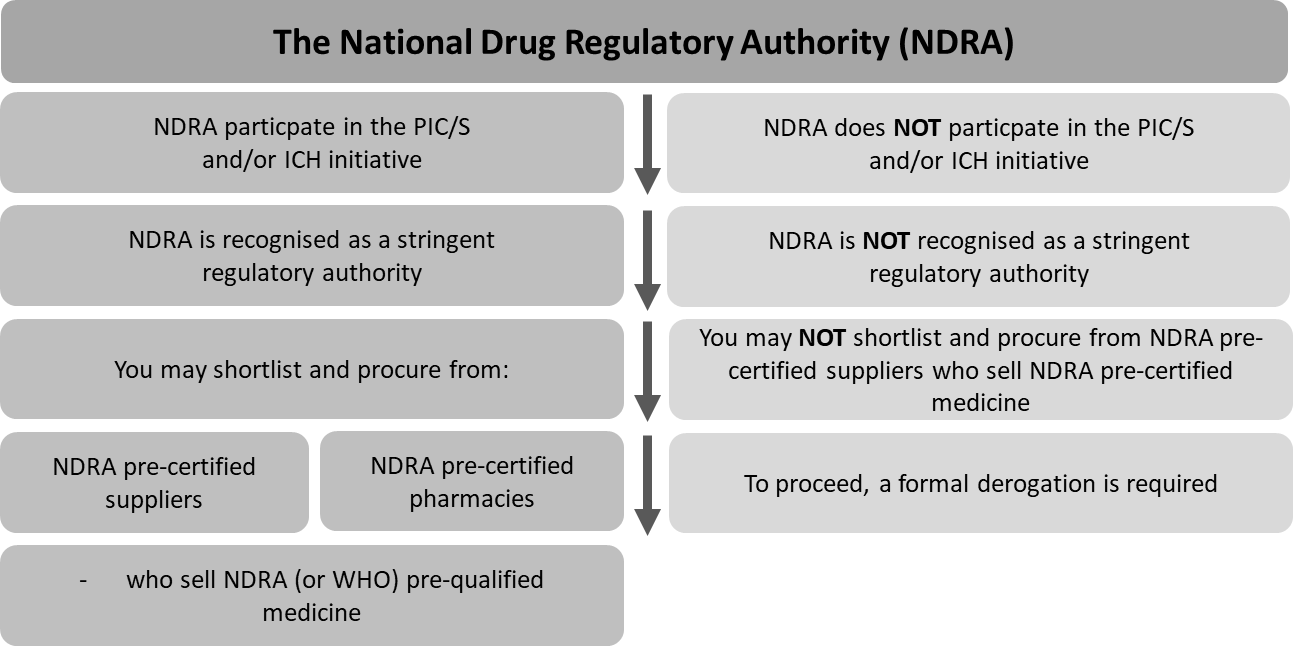 The National Drug Regulatory Authority (NDRA)
NDRA particpate in the PIC/S
and/or ICH initiative
NDRA does NOT particpate in the PIC/S
and/or ICH initiative
NDRA is recognised as a stringent
regulatory authority
NDRA is NOT recognised as a stringent
regulatory authority
You may shortlist and procure from:
You may NOT shortlist and procure from NDRA pre-
certified suppliers who sell NDRA pre-certified
medicine
NDRA pre-certified
suppliers
NDRA pre-certified
pharmacies
To proceed, a formal derogation is required
- who sell NDRA (or WHO) pre-qualified
medicine